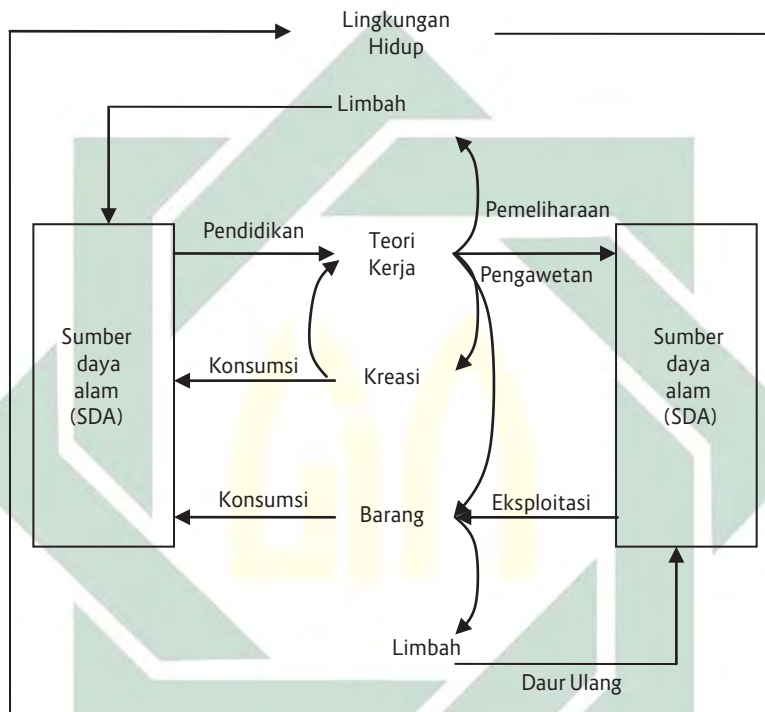 Lingkungan
Hidup
Limbah
Pemeliharaan
Pendidikan
Teori
Kerja
Pengawetan
Sumber
daya
alam
(SDA)
Sumber
daya
alam
(SDA)
Konsumsi
Kreasi
Konsumsi
Barang
Eksploitasi
Limbah
Daur Ulang